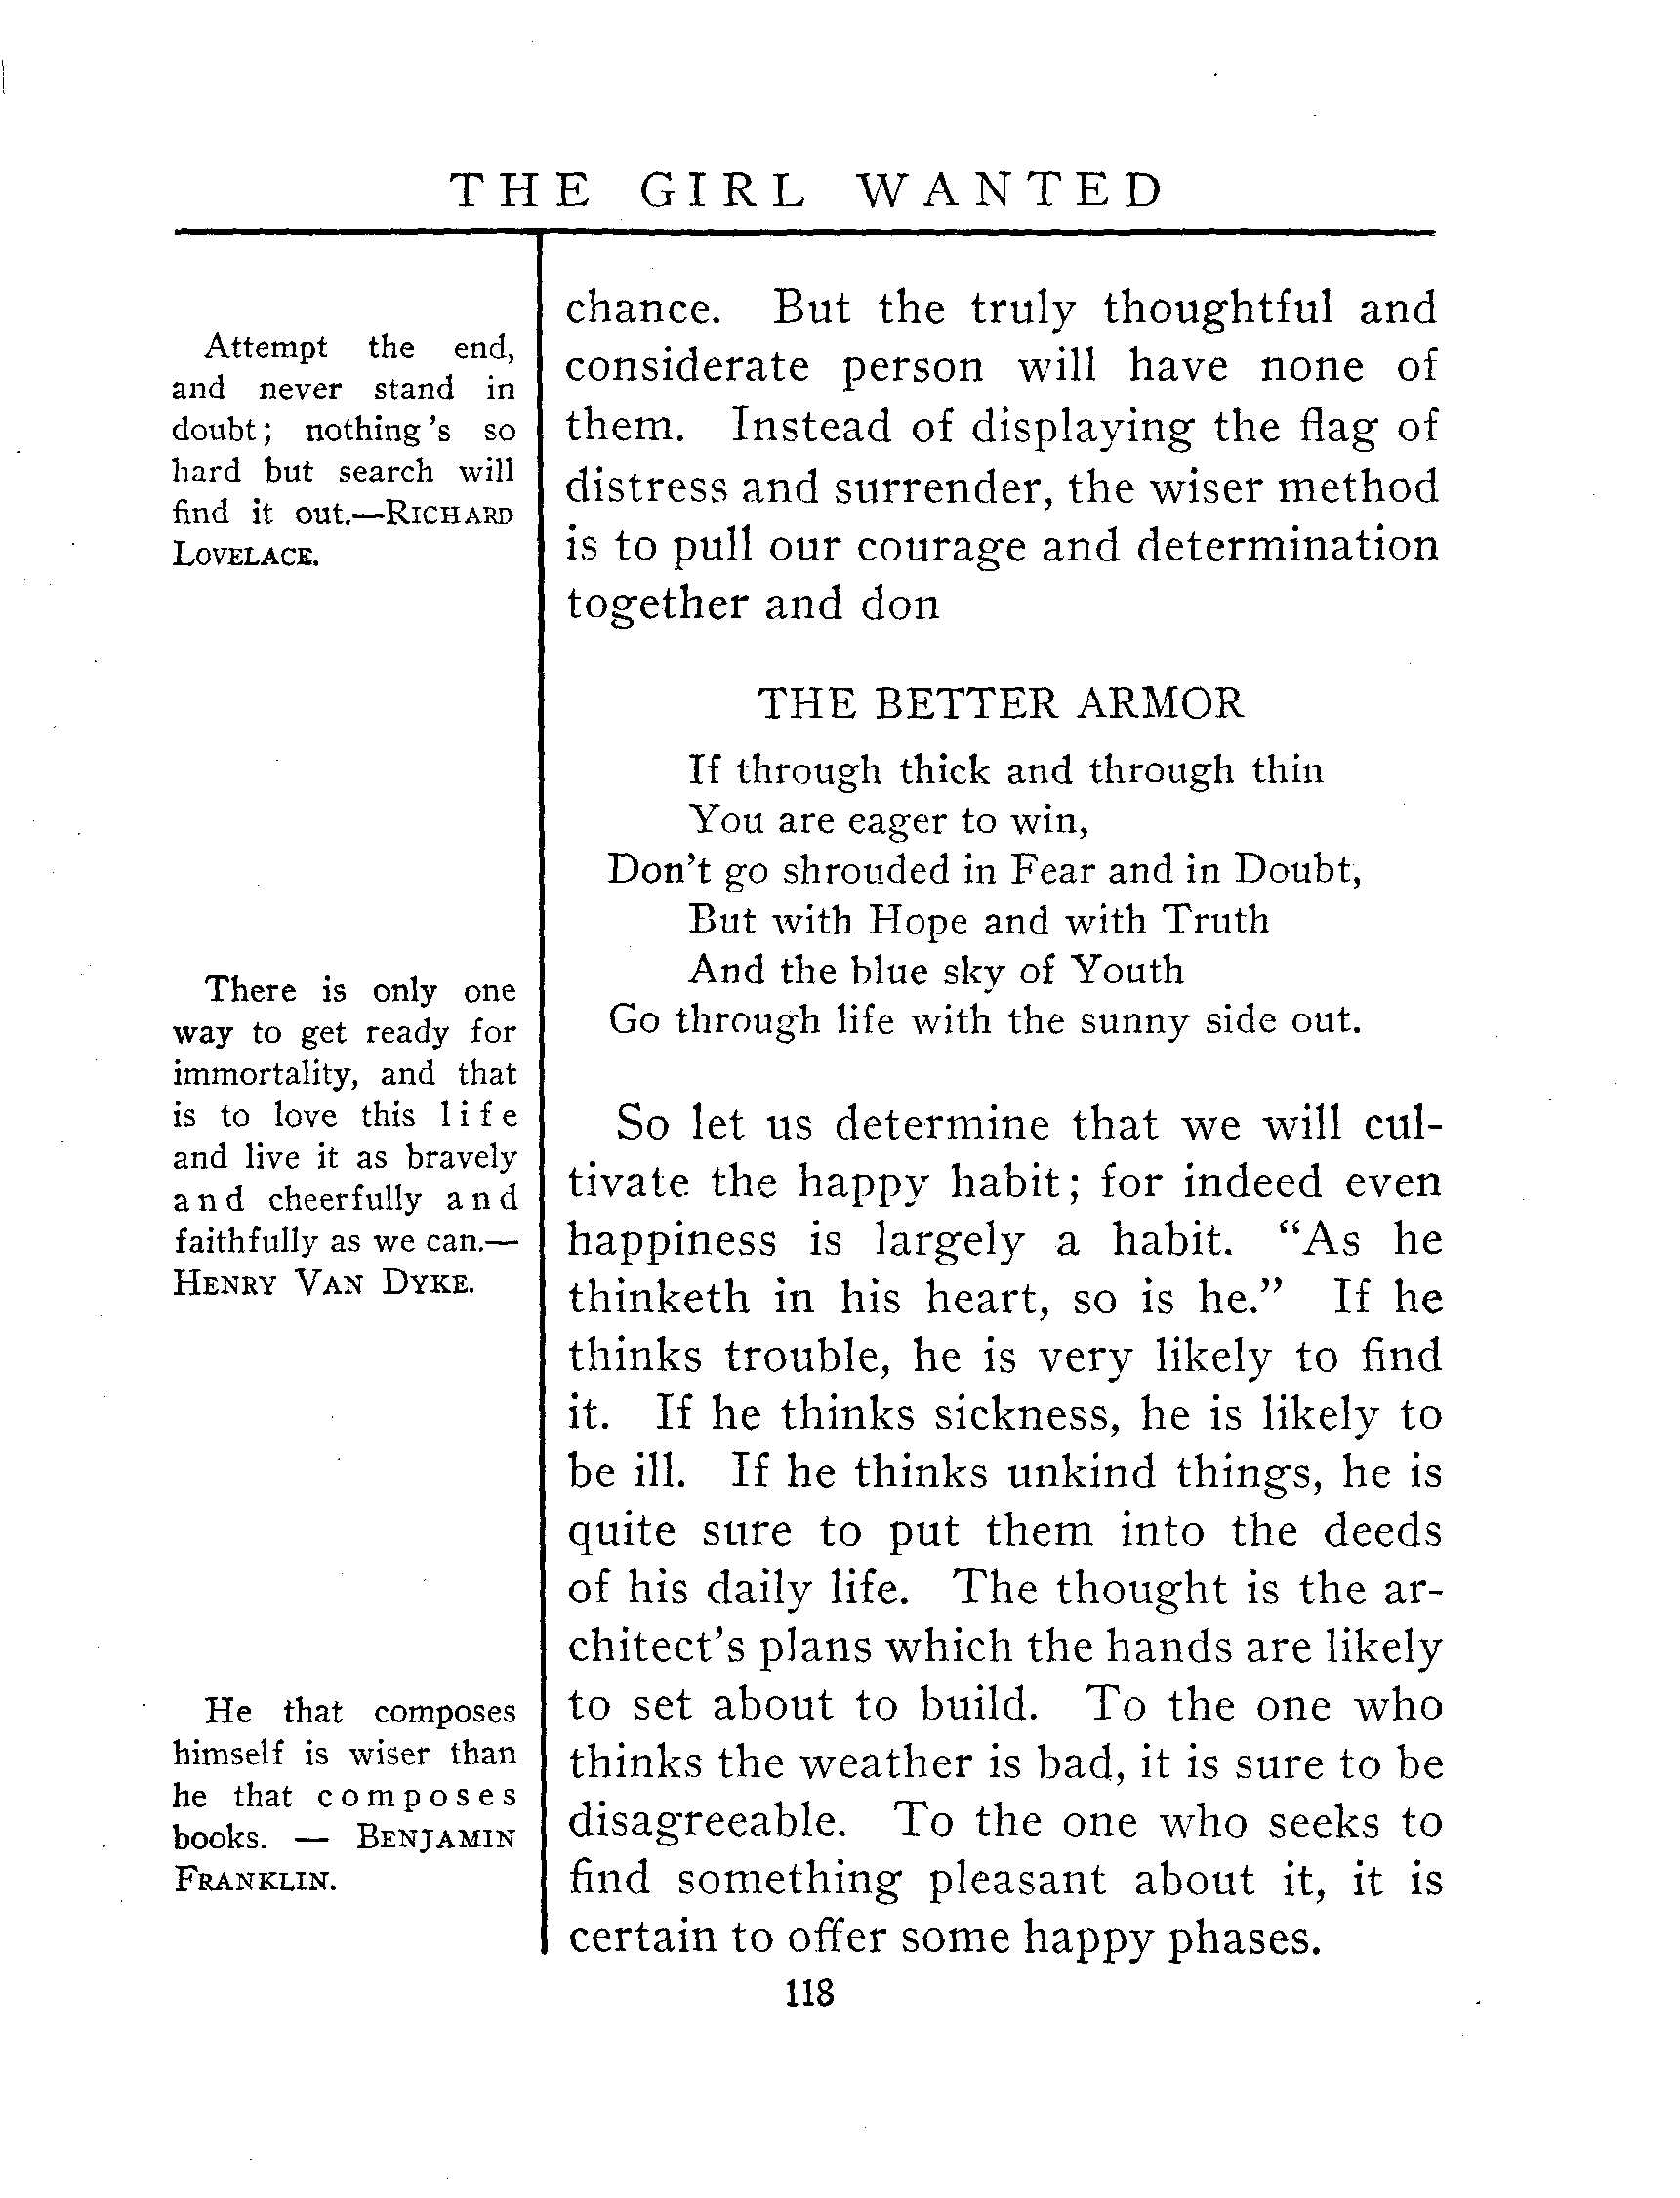 THE GIRL WANTED
Attempt the end,
and never stand in
doubt; nothing's so
hard but search will
find it out.—RICHARD
LOVELACE.
There is only one
way to get ready for
immortality, and that
is to love this life
and live it as bravely
and cheerfully and
faithfully as we can.—
HENRY VAN DYKE.
He that composes
himself is wiser than
he that composes
books. — BENJAMIN
FRANKLIN.
chance. But the truly thoughtful and
considerate person will have none of
them. Instead of displaying the flag of
distress and surrender, the wiser method
is to pull our courage and determination
together and don
THE BETTER ARMOR
If through thick and through thin
You are eager to win,
Don't go shrouded in Fear and in Doubt,
But with Hope and with Truth
And the blue sky of Youth
Go through life with the sunny side out.
So let us determine that we will cul-
tivate the happy habit; for indeed even
happiness is largely a habit. "As he
thinketh in his heart, so is he." If he
thinks trouble, he is very likely to find
it. If he thinks sickness, he is likely to
be ill. If he thinks unkind things, he is
quite sure to put them into the deeds
of his daily life. The thought is the ar-
chitect's plans which the hands are likely
to set about to build. To the one who
thinks the weather is bad, it is sure to be
disagreeable. To the one who seeks to
find something pleasant about it, it is
certain to offer some happy phases.
118